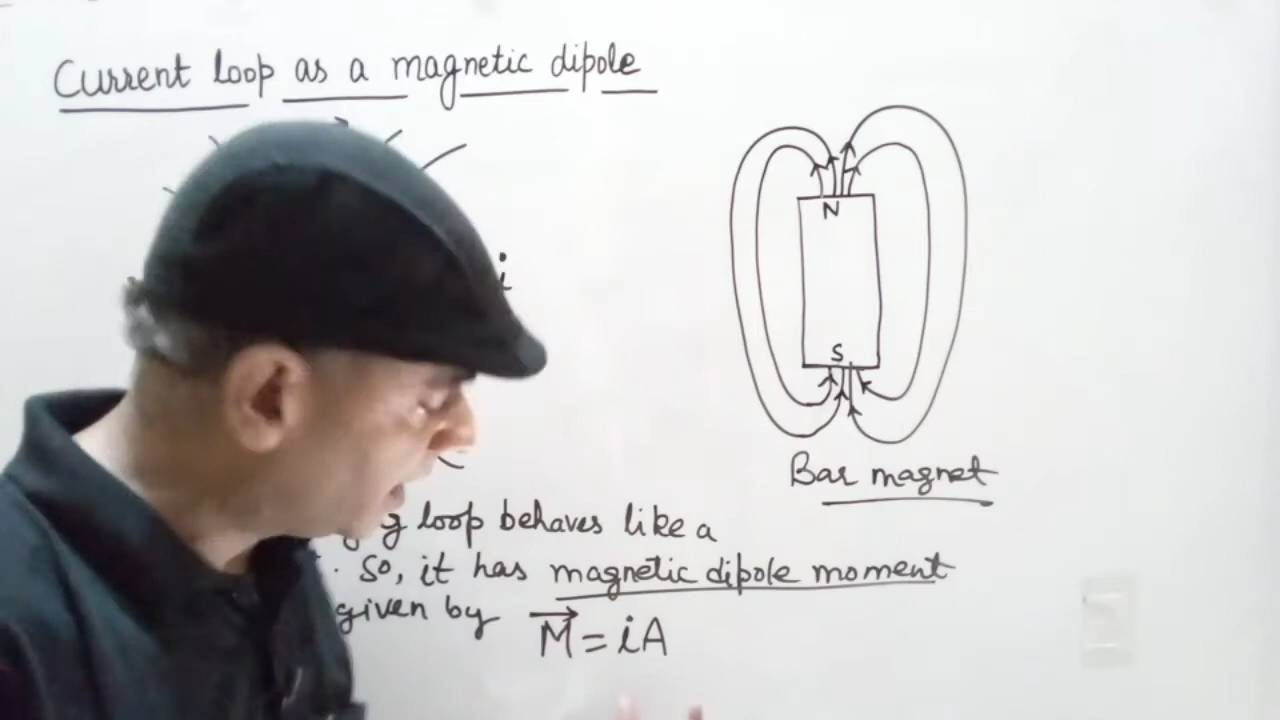 Current loop as a magnetic dipole
N
i
S
Bar magnet
loop behaves like a
. So, it has magnetic dipole moment
given by M⃗ = iA